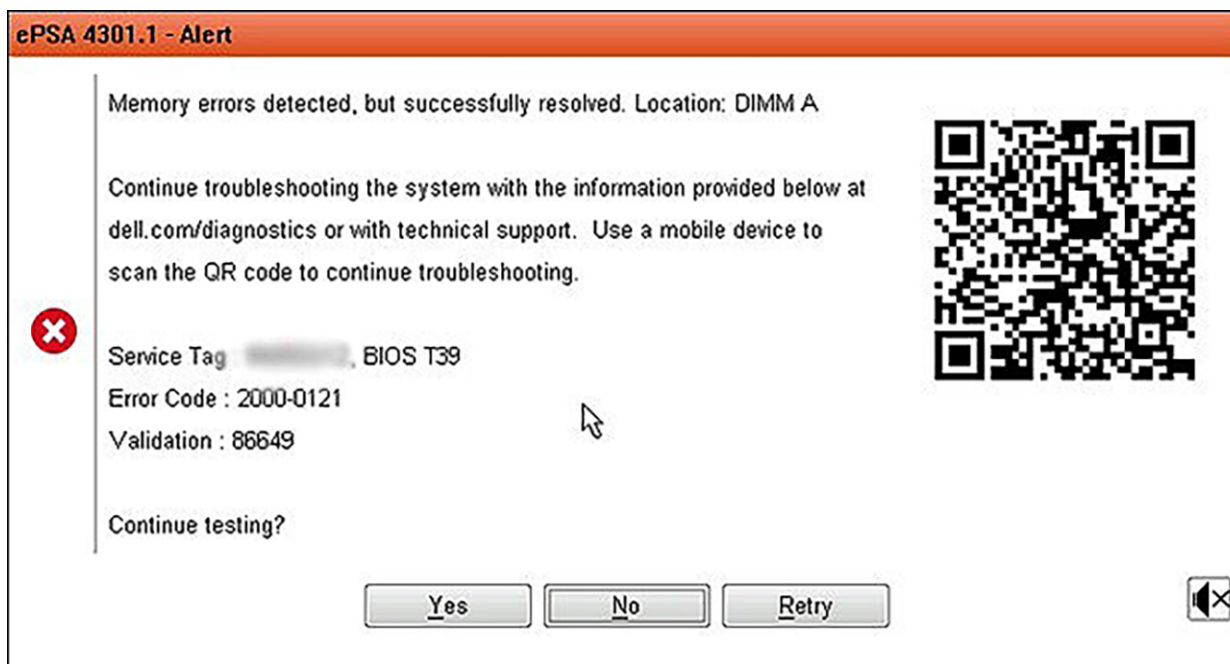 ePSA 4301.1 - Alert
Memory errors detected, but successfully resolved. Location: DIMM A
Continue troubleshooting the system with the information provided below at
dell.com/diagnostics or with technical support. Use a mobile device to
scan the QR code to continue troubleshooting.
Service Tag : , BIOS T39
Error Code : 2000-0121
Validation : 86649
Continue testing?
Yes
No
Retry